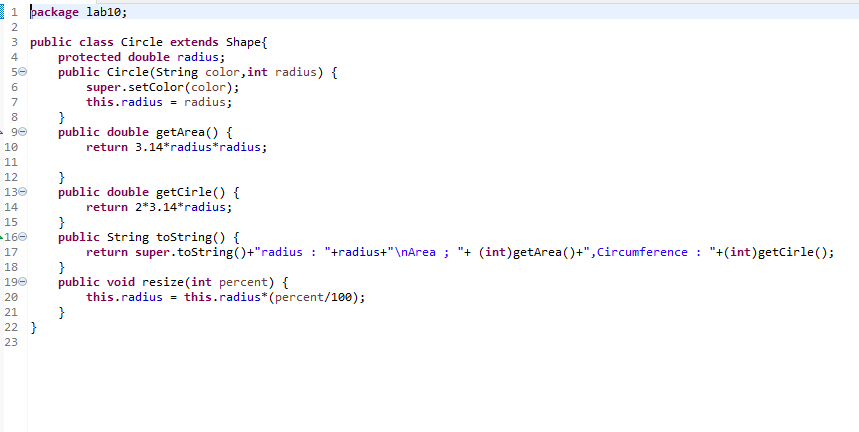 1 package lab10;
2
3 public class Circle extends Shape{
4     protected double radius;
5     public Circle(String color,int radius) {
6         super.setColor(color);
7         this.radius = radius;
8     }
9     public double getArea() {
10         return 3.14*radius*radius;
11
12     }
13     public double getCirle() {
14         return 2*3.14*radius;
15     }
16     public String toString() {
17         return super.toString()+"radius : "+radius+"\nArea ; "+ (int)getArea()+",Circumference : "+(int)getCirle();
18     }
19     public void resize(int percent) {
20         this.radius = this.radius*(percent/100);
21     }
22 }
23